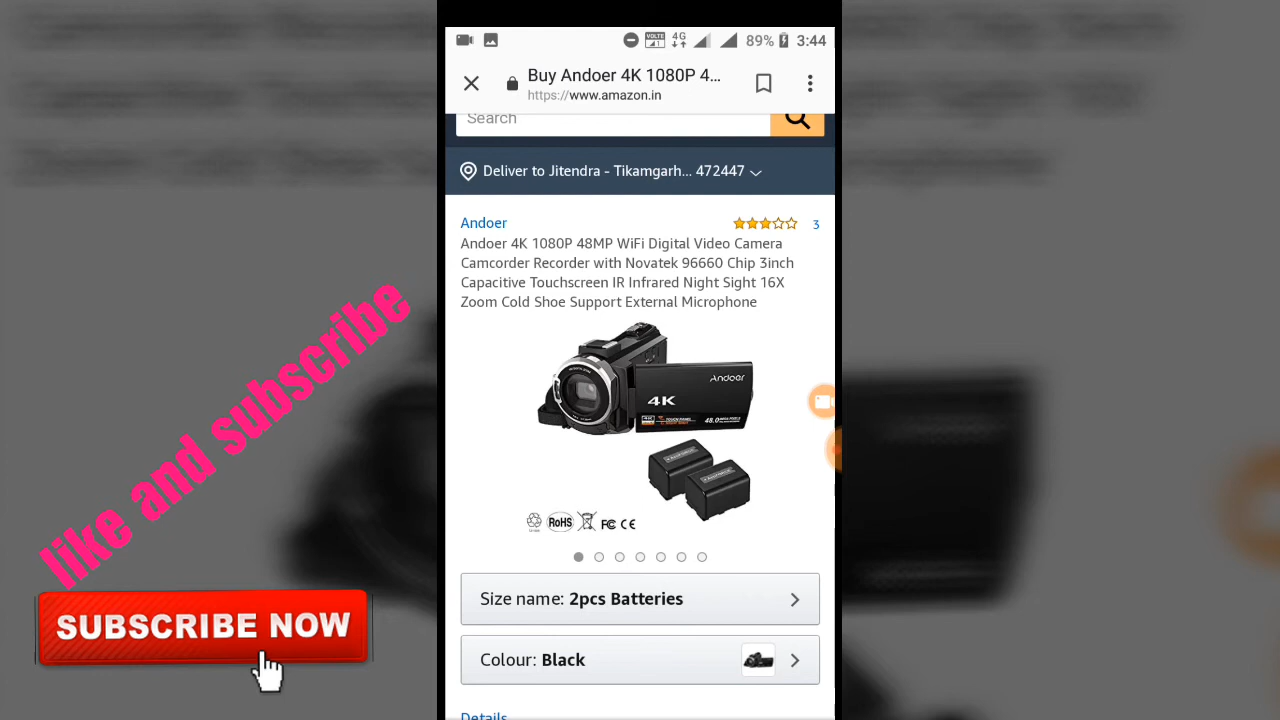 89% 3:44
Buy Andoer 4K 1080P 4...
https://www.amazon.in
Search
Deliver to Jitendra - Tikamgarh... 472447
Andoer
3
Andoer 4K 1080P 48MP WiFi Digital Video Camera
Camcorder Recorder with Novatek 96660 Chip 3inch
Capacitive Touchscreen IR Infrared Night Sight 16X
Zoom Cold Shoe Support External Microphone
Andoer
4K
48.0
RoHS FC CE
Size name: 2pcs Batteries
Colour: Black
Details
like and subscribe
SUBSCRIBE NOW